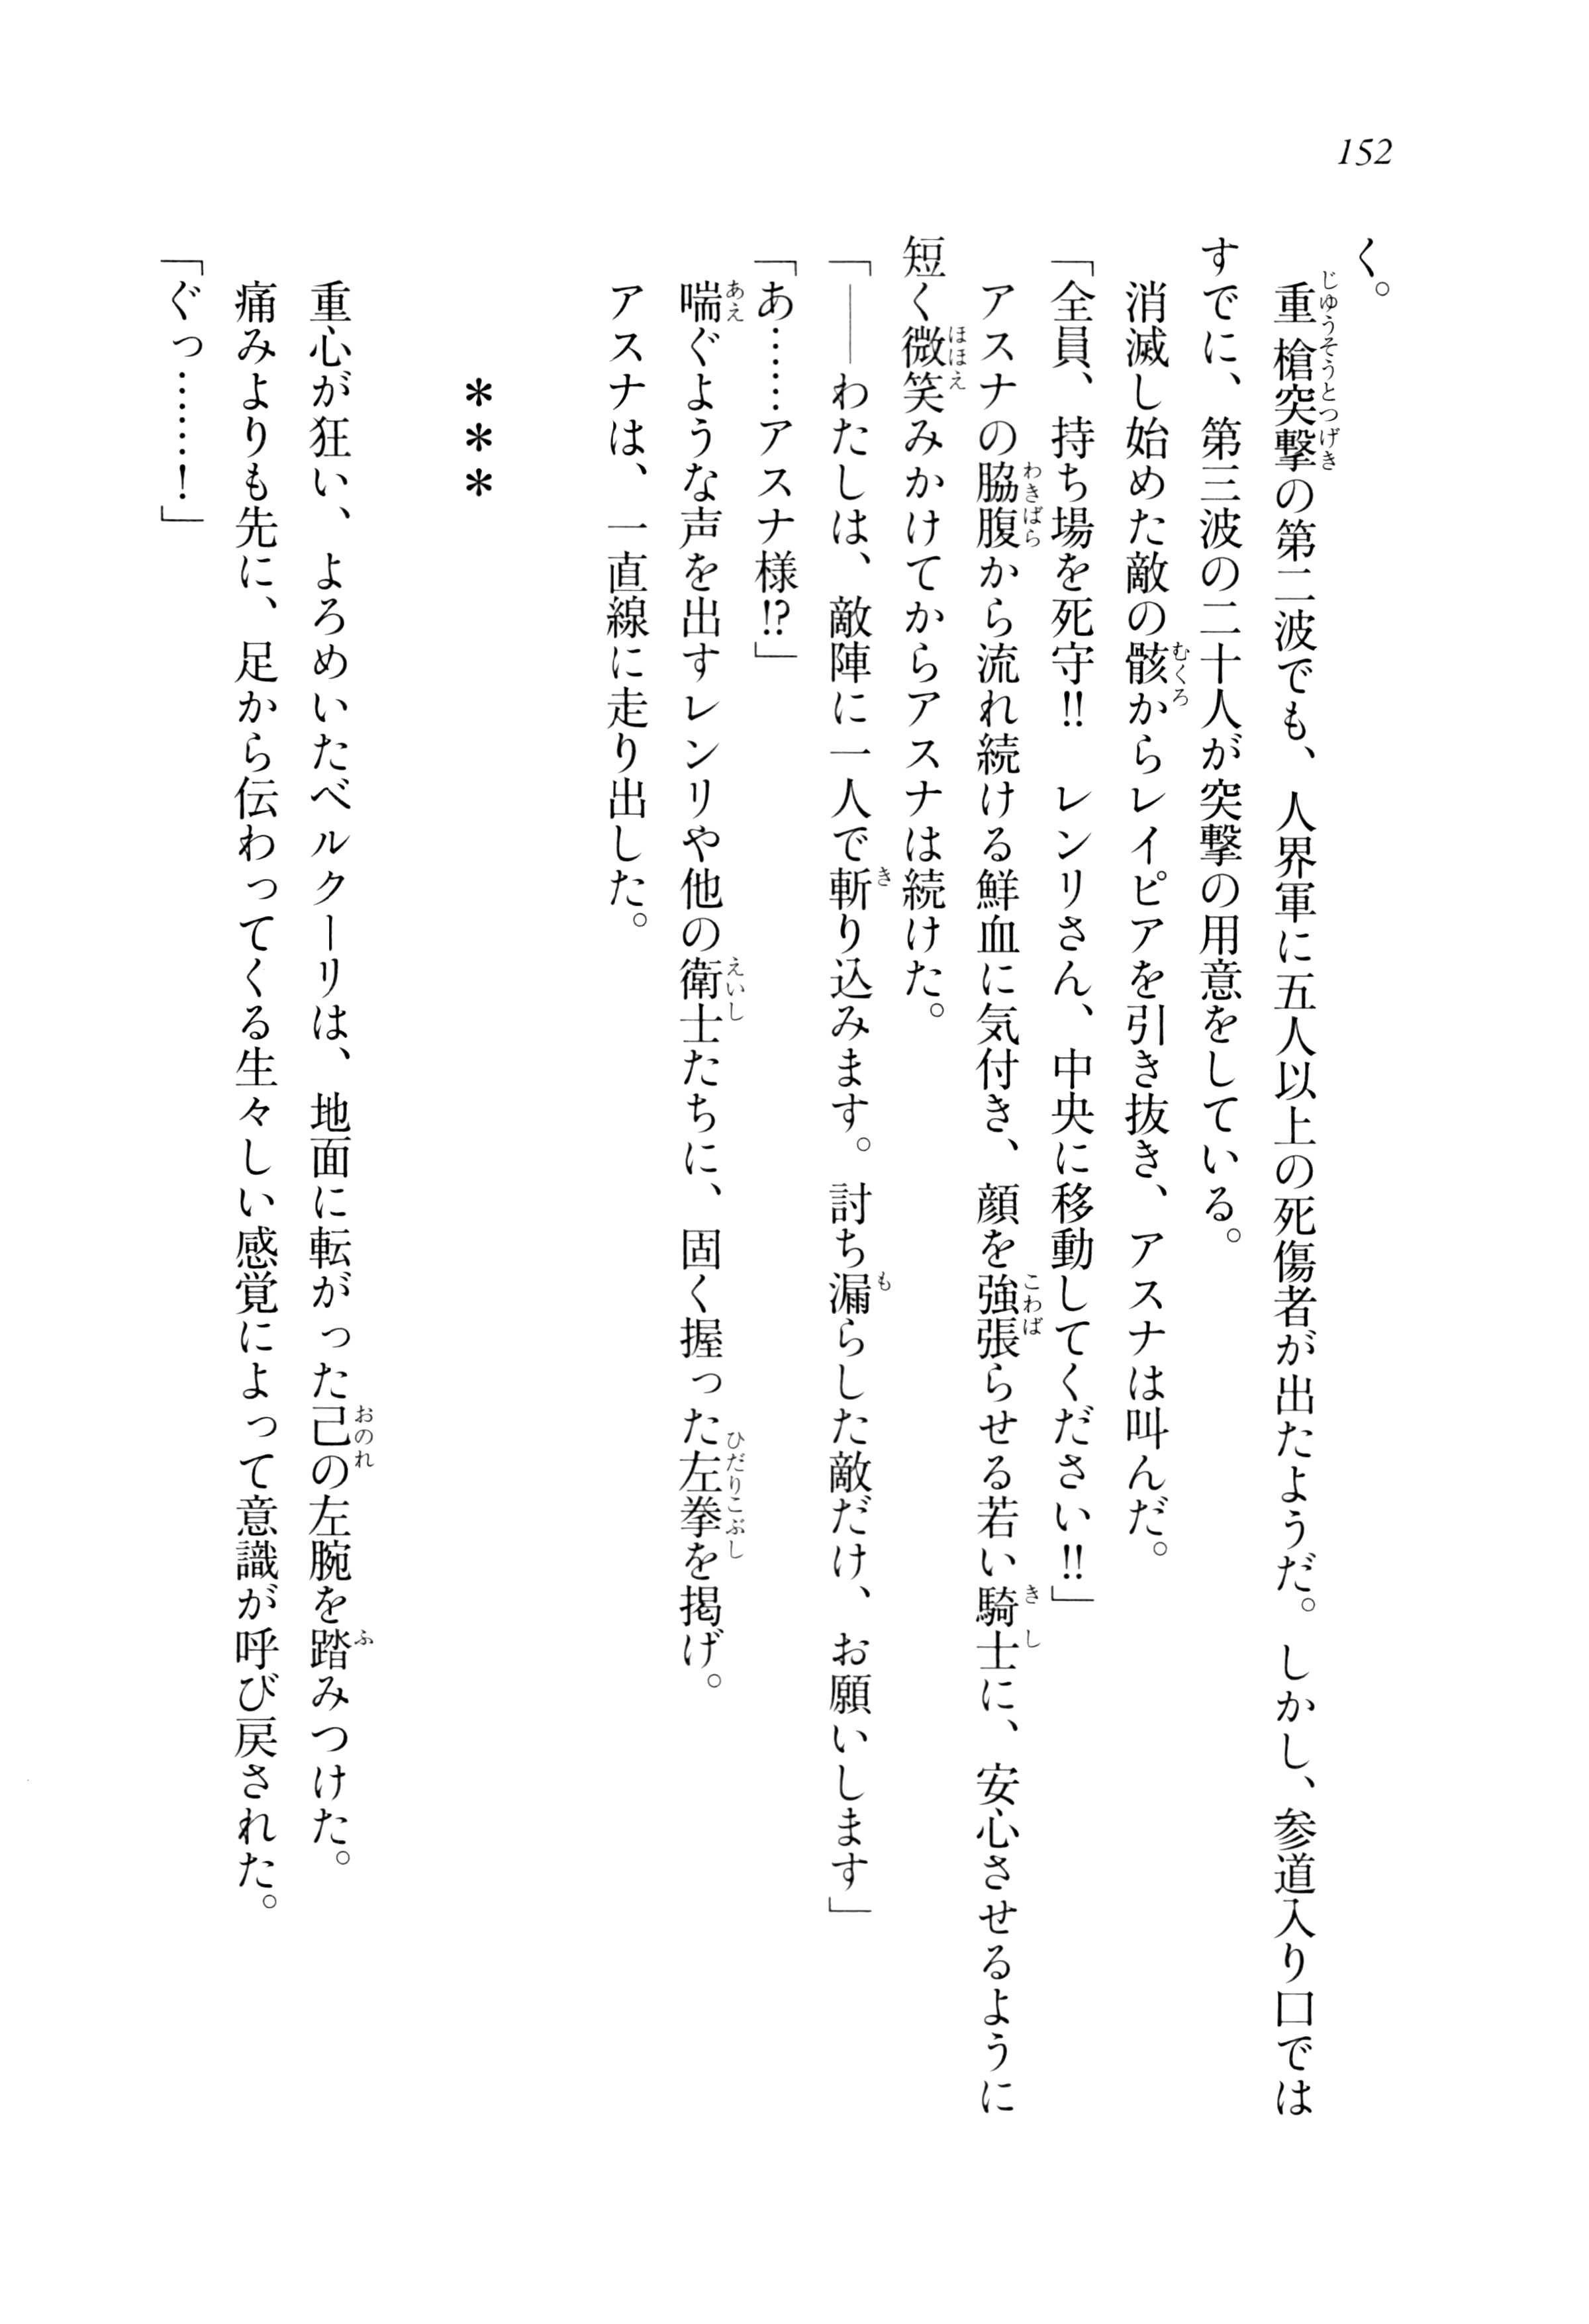 152
く。
　重槍突撃の第二波でも、人界軍に五人以上の死傷者が出たようだ。しかし、参道入り口では
すでに、第三波の二十人が突撃の用意をしている。
　消滅し始めた敵の骸からレイピアを引き抜き、アスナは叫んだ。
「全員、持ち場を死守!!　レンリさん、中央に移動してください!!」
　アスナの脇腹から流れ続ける鮮血に気付き、顔を強張らせる若い騎士に、安心させるように
短く微笑みかけてからアスナは続けた。
「――わたしは、敵陣に一人で斬り込みます。討ち漏らした敵だけ、お願いします」
「あ……アスナ様!?」
　喘ぐような声を出すレンリや他の衛士たちに、固く握った左拳を掲げ。
　アスナは、一直線に走り出した。
＊＊＊
　重心が狂い、よろめいたベルクーリは、地面に転がった己の左腕を踏みつけた。
　痛みよりも先に、足から伝わってくる生々しい感覚によって意識が呼び戻された。
「ぐっ………！」